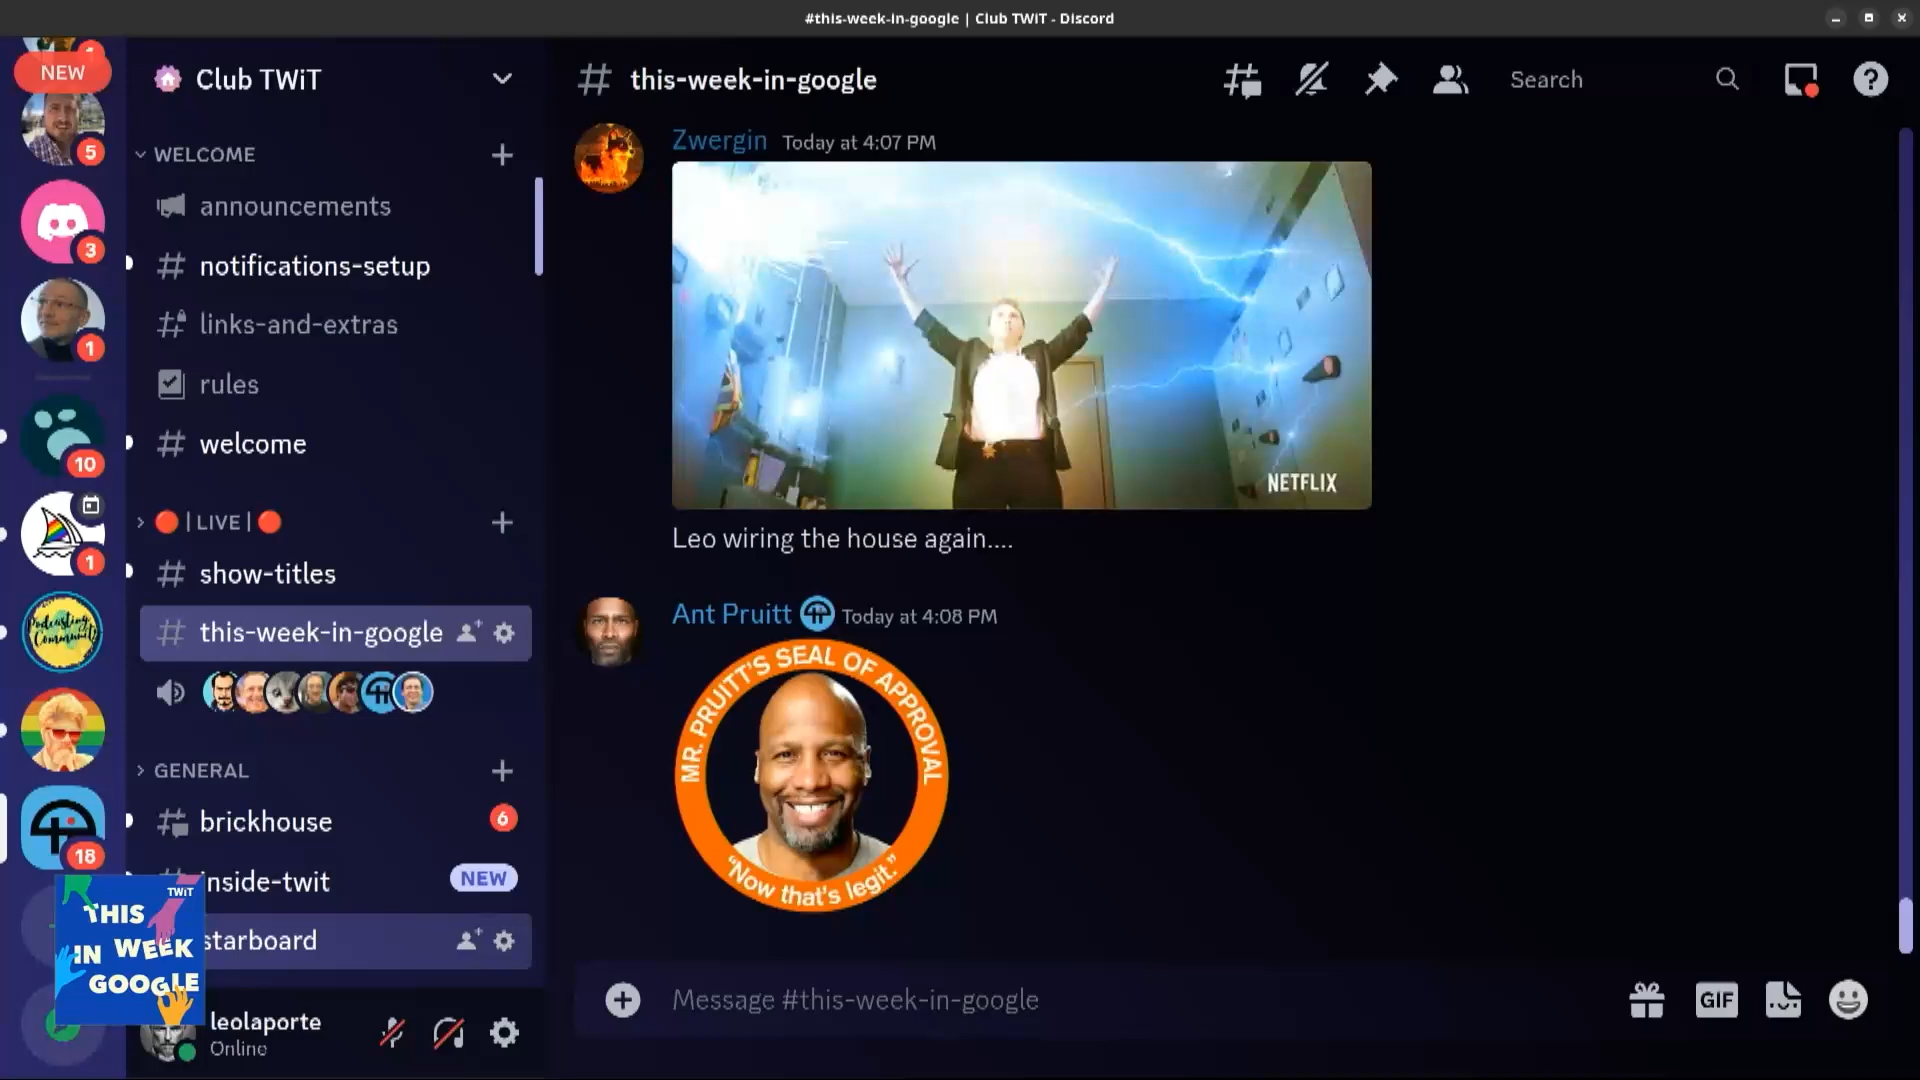 #this-week-in-google | Club TWiT - Discord
NEW
5
3
1
10
1
Podcasting
Community
18
Club TWiT
WELCOME
announcements
notifications-setup
links-and-extras
rules
welcome
| LIVE |
show-titles
this-week-in-google
GENERAL
brickhouse
6
inside-twit
NEW
starboard
TWiT
THIS
IN WEEK
GOOGLE
leolaporte
Online
this-week-in-google
Search
Zwergin Today at 4:07 PM
NETFLIX
Leo wiring the house again....
Ant Pruitt Today at 4:08 PM
MR. PRUITT'S SEAL OF APPROVAL
"Now that's legit."
Message #this-week-in-google
GIF